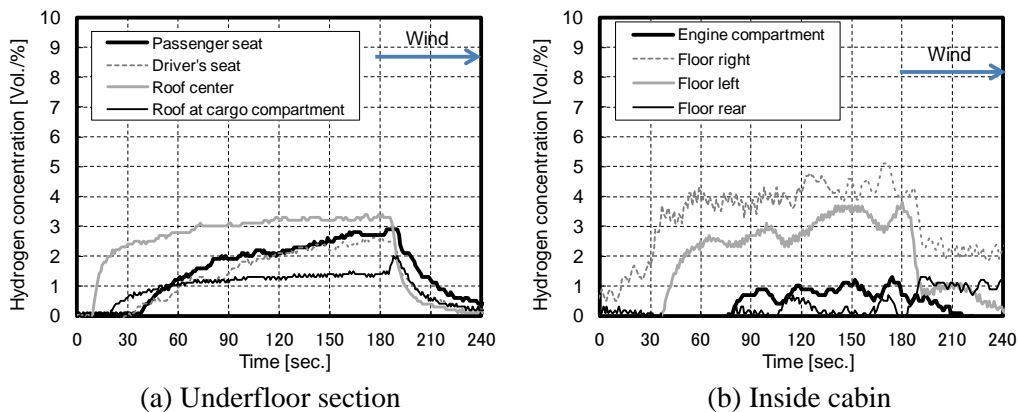 10
9
8
7
6
5
4
3
2
1
0
Hydrogen concentration [Vol./%]
Passenger seat
Driver's seat
Roof center
Roof at cargo compartment
Wind
0 30 60 90 120 150 180 210 240
Time [sec.]
(a) Underfloor section
10
9
8
7
6
5
4
3
2
1
0
Hydrogen concentration [Vol./%]
Engine compartment
Floor right
Floor left
Floor rear
Wind
0 30 60 90 120 150 180 210 240
Time [sec.]
(b) Inside cabin